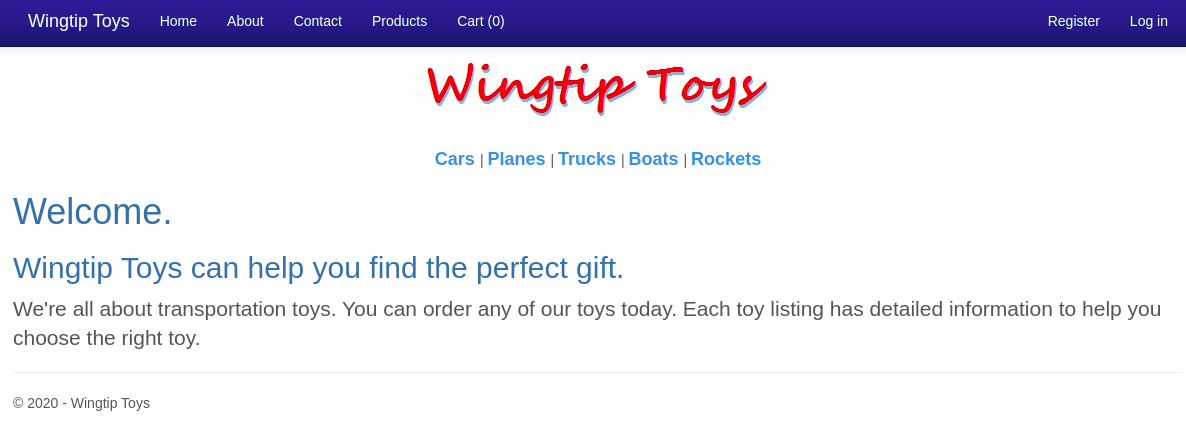 Wingtip Toys Home About Contact Products Cart (0) Register Log in
Wingtip Toys
Cars | Planes | Trucks | Boats | Rockets
Welcome.
Wingtip Toys can help you find the perfect gift.
We're all about transportation toys. You can order any of our toys today. Each toy listing has detailed information to help you
choose the right toy.
© 2020 - Wingtip Toys